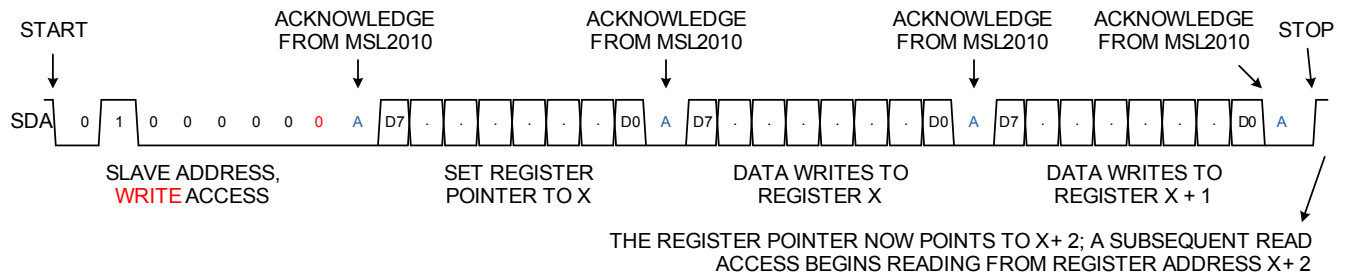 START
ACKNOWLEDGE
FROM MSL2010
ACKNOWLEDGE
FROM MSL2010
ACKNOWLEDGE
FROM MSL2010
ACKNOWLEDGE
FROM MSL2010
STOP
SDA 0 1 0 0 0 0 0 0 A D7 . . . . . . D0 A D7 . . . . . . D0 A D7 . . . . . . D0 A
SLAVE ADDRESS,
WRITE ACCESS
SET REGISTER
POINTER TO X
DATA WRITES TO
REGISTER X
DATA WRITES TO
REGISTER X + 1
THE REGISTER POINTER NOW POINTS TO X+ 2; A SUBSEQUENT READ
ACCESS BEGINS READING FROM REGISTER ADDRESS X+ 2